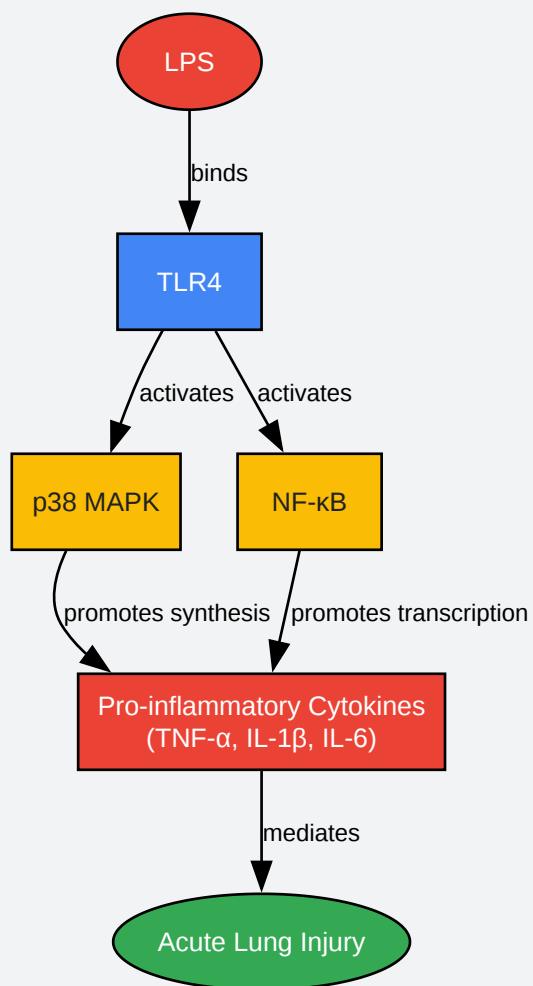 LPS
binds
TLR4
activates
activates
p38 MAPK
NF-κB
promotes synthesis
promotes transcription
Pro-inflammatory Cytokines
(TNF-α, IL-1β, IL-6)
mediates
Acute Lung Injury